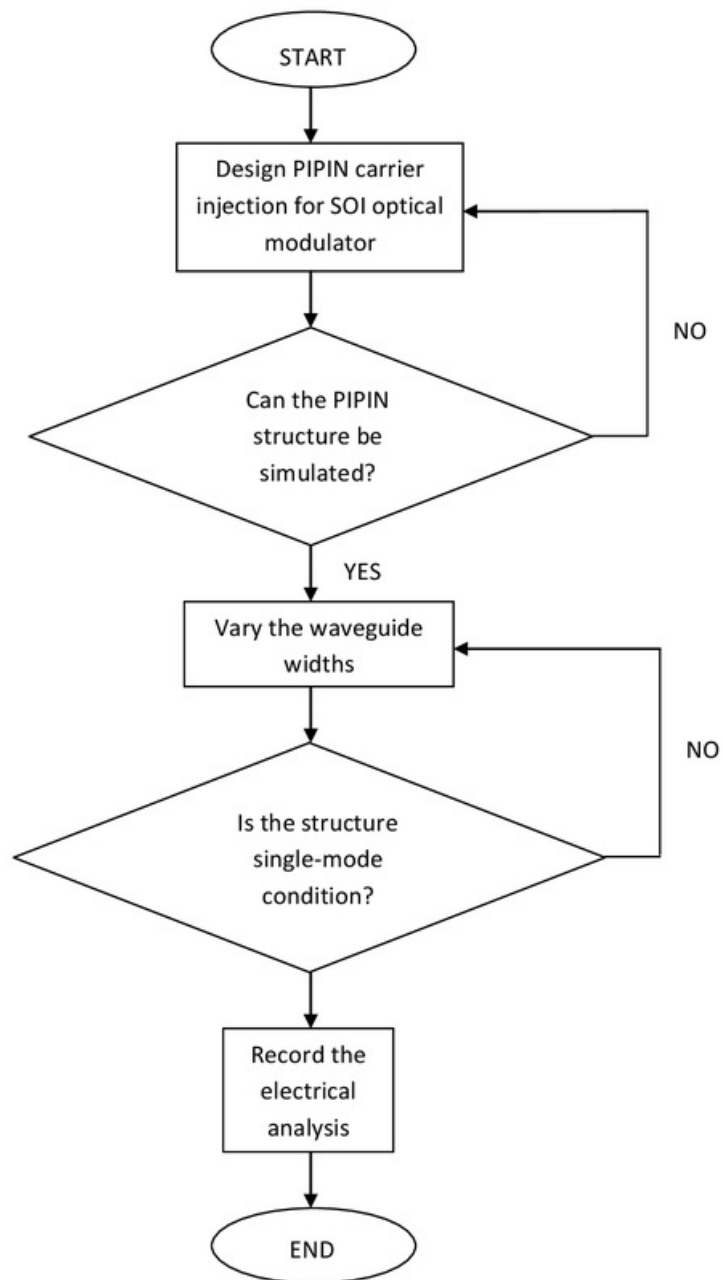 START
Design PIPIN carrier
injection for SOI optical
modulator
NO
Can the PIPIN
structure be
simulated?
YES
Vary the waveguide
widths
NO
Is the structure
single-mode
condition?
Record the
electrical
analysis
END